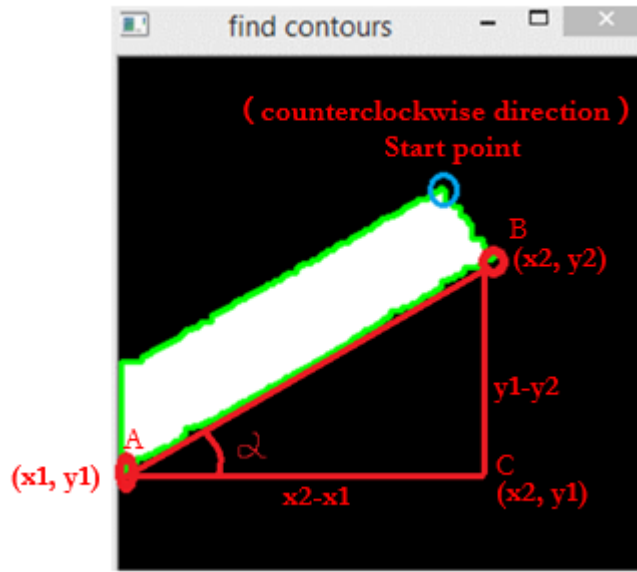 find contours
( counterclockwise direction )
Start point
B
(x2, y2)
y1-y2
A
α
(x1, y1)
C
x2-x1
(x2, y1)